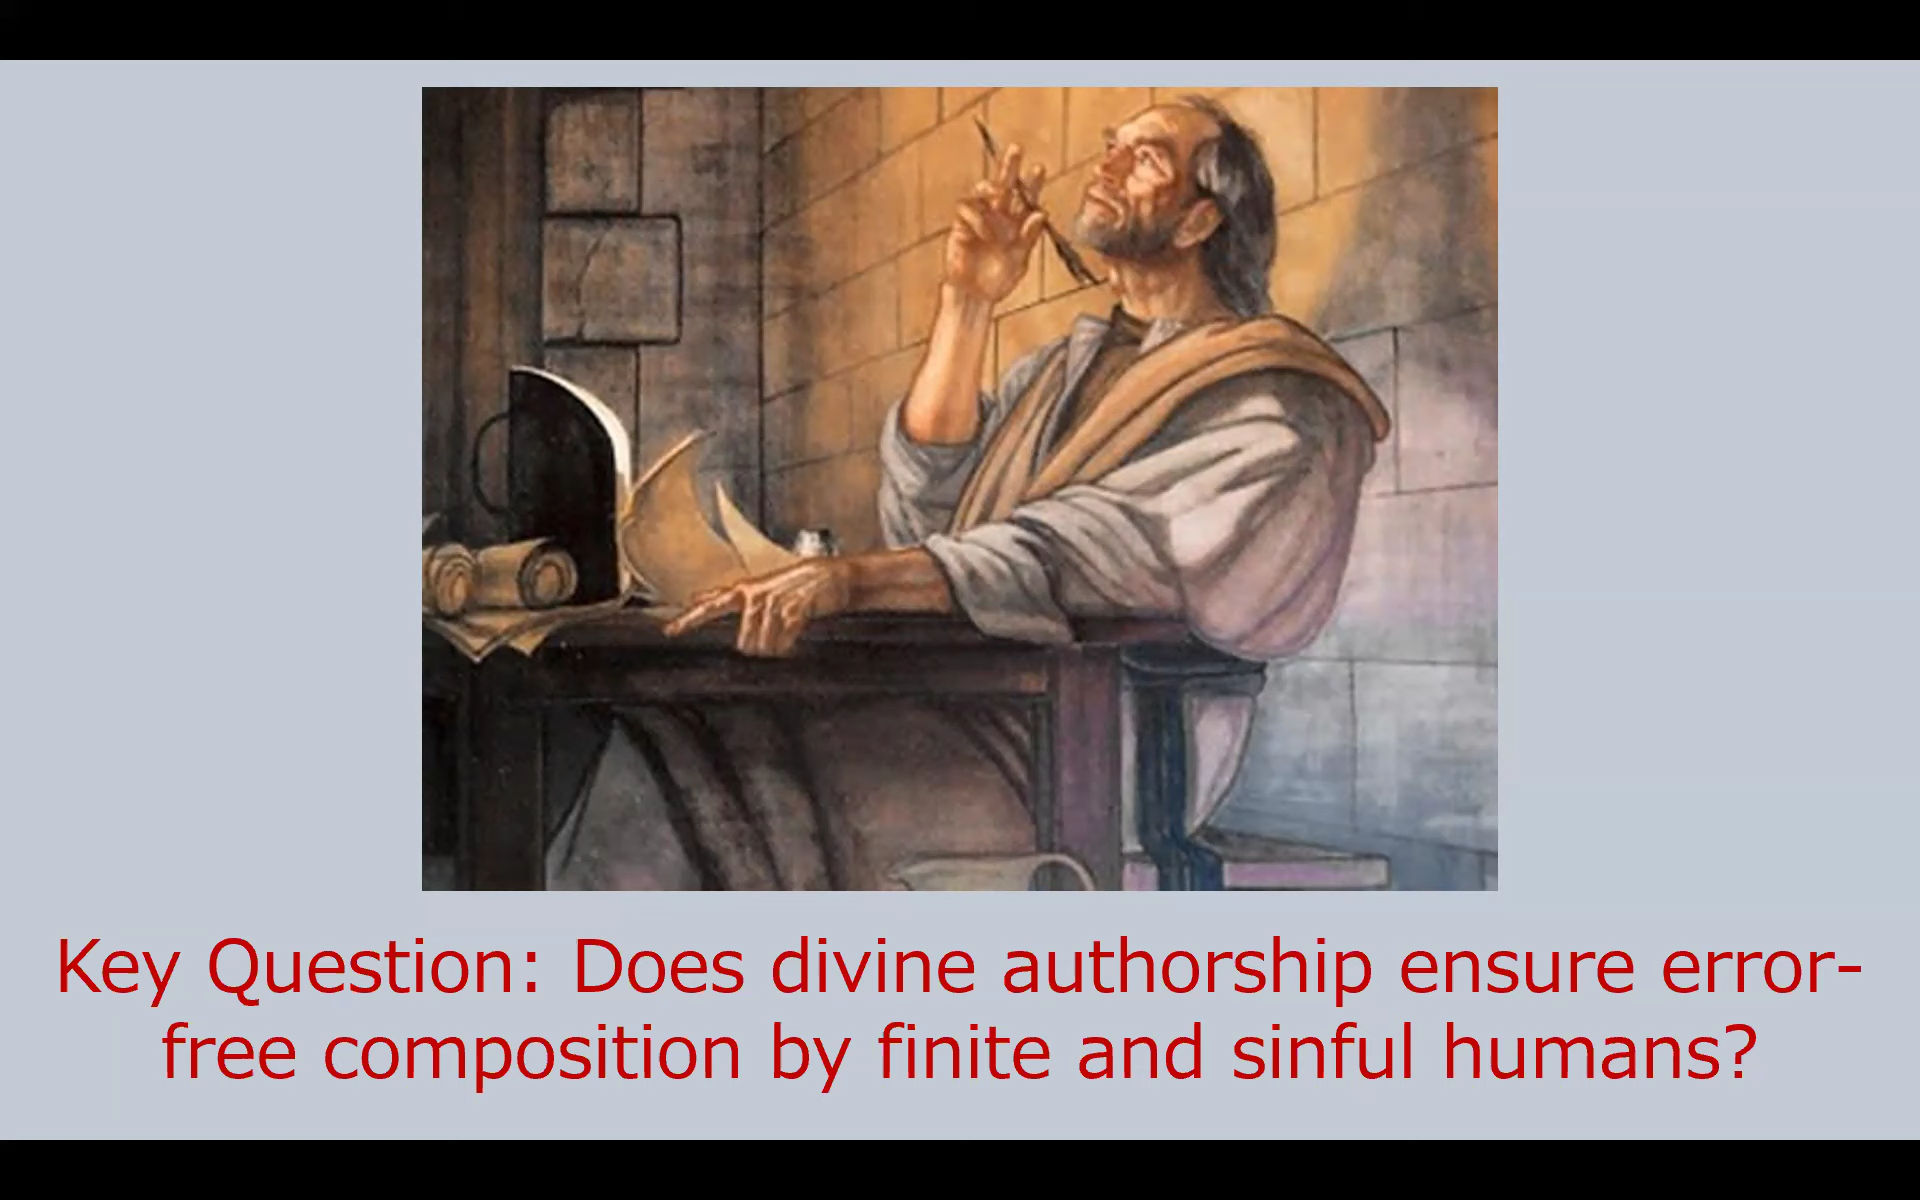 Key Question: Does divine authorship ensure error-
free composition by finite and sinful humans?